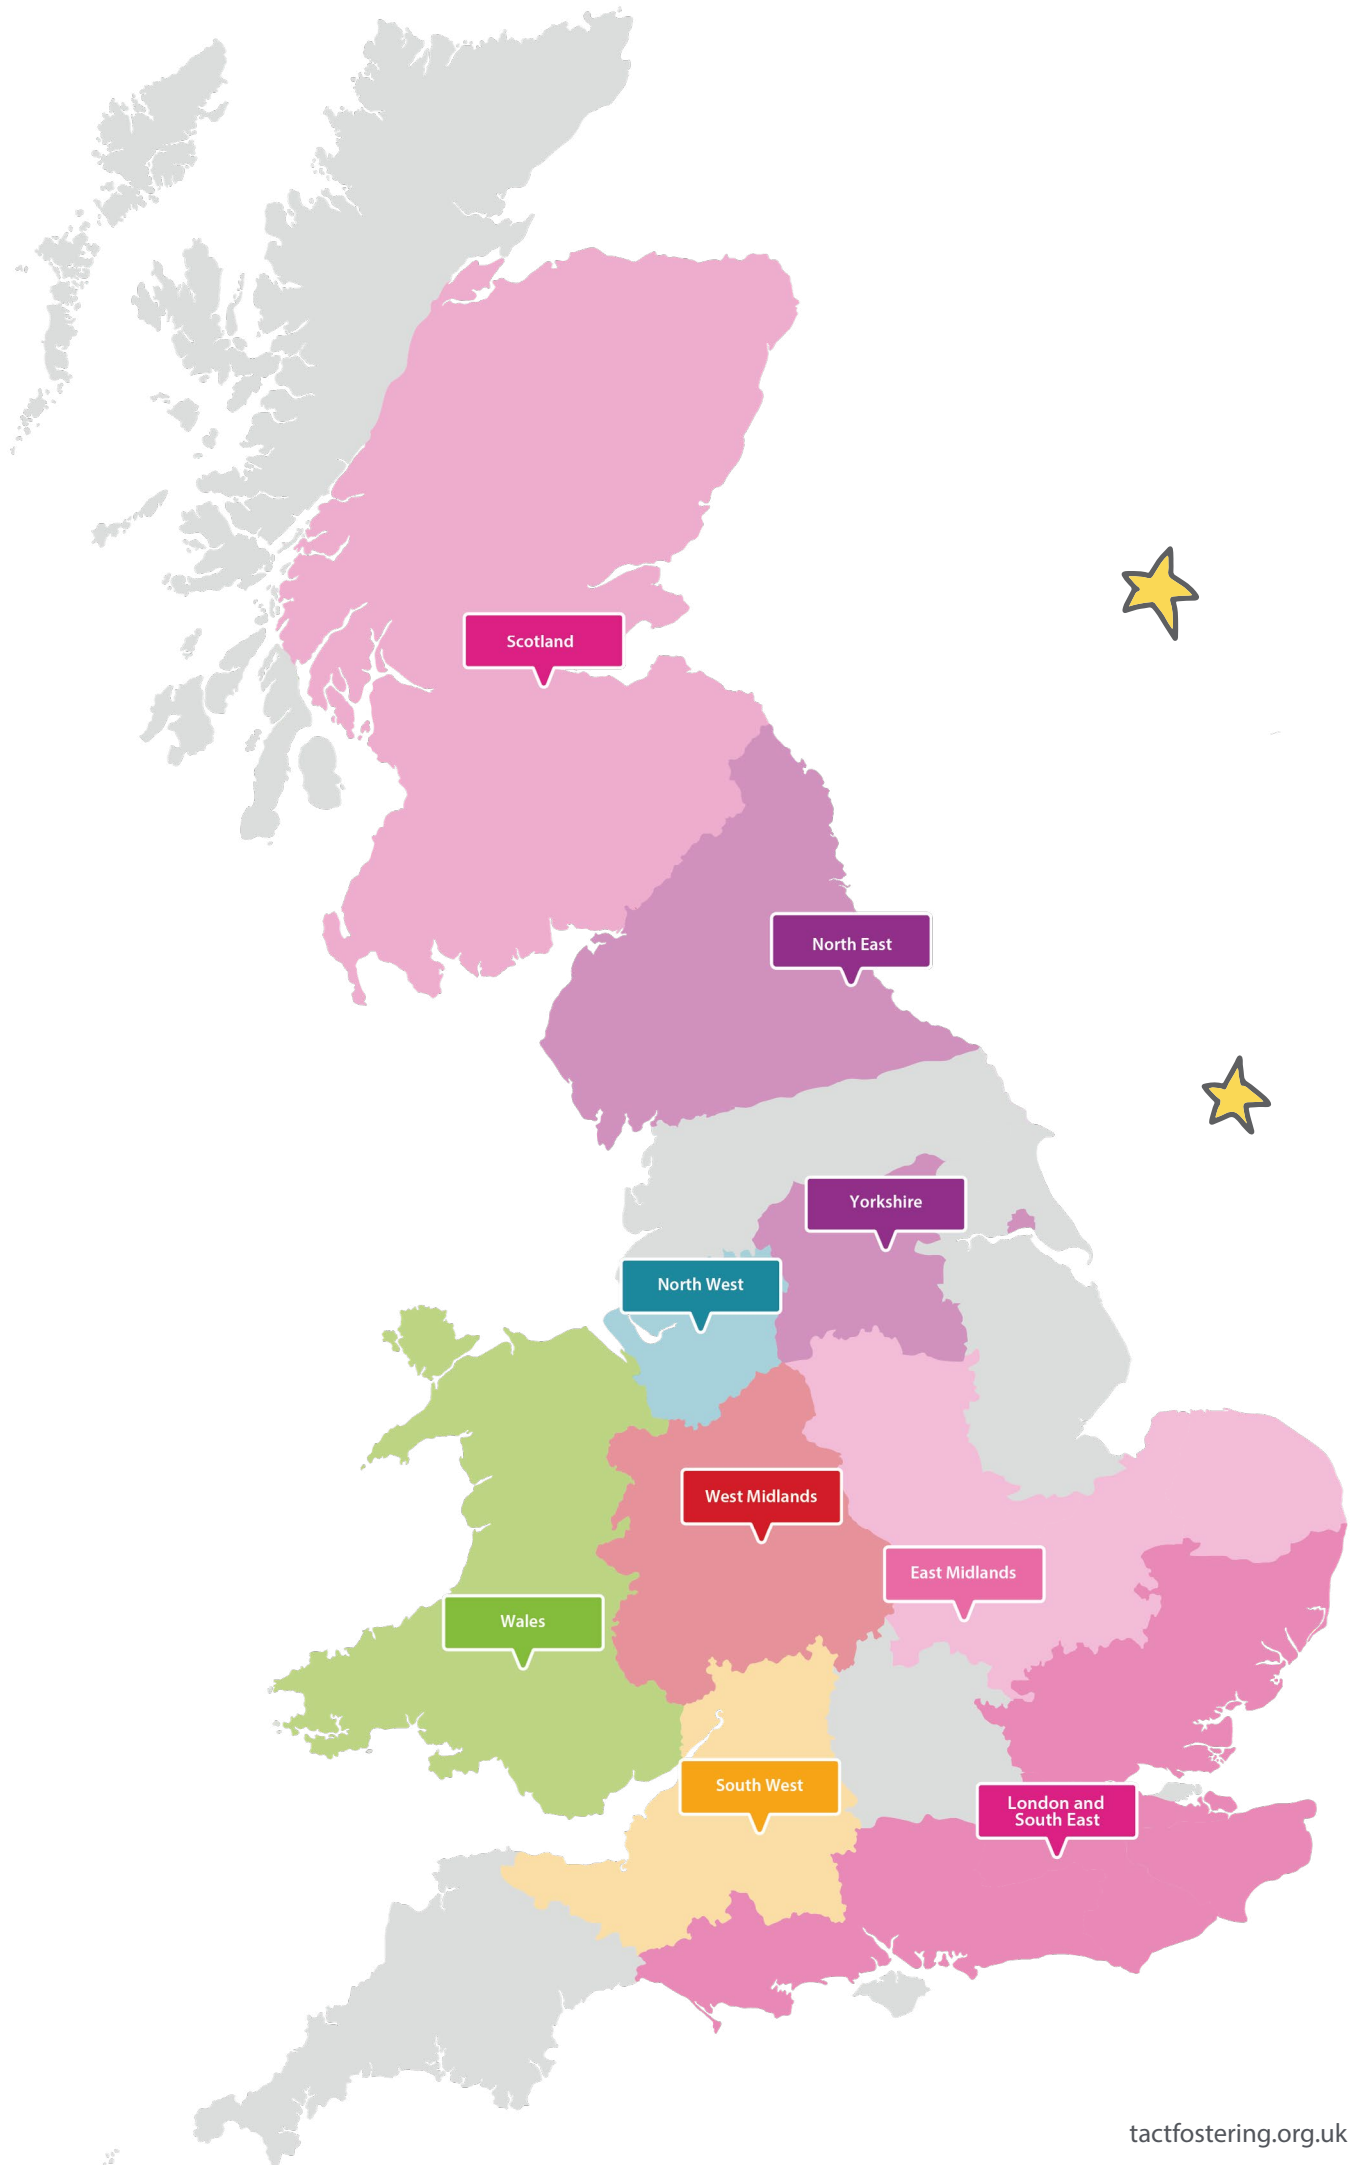 Scotland
North East
Yorkshire
North West
West Midlands
East Midlands
Wales
South West
London and
South East
tactfostering.org.uk